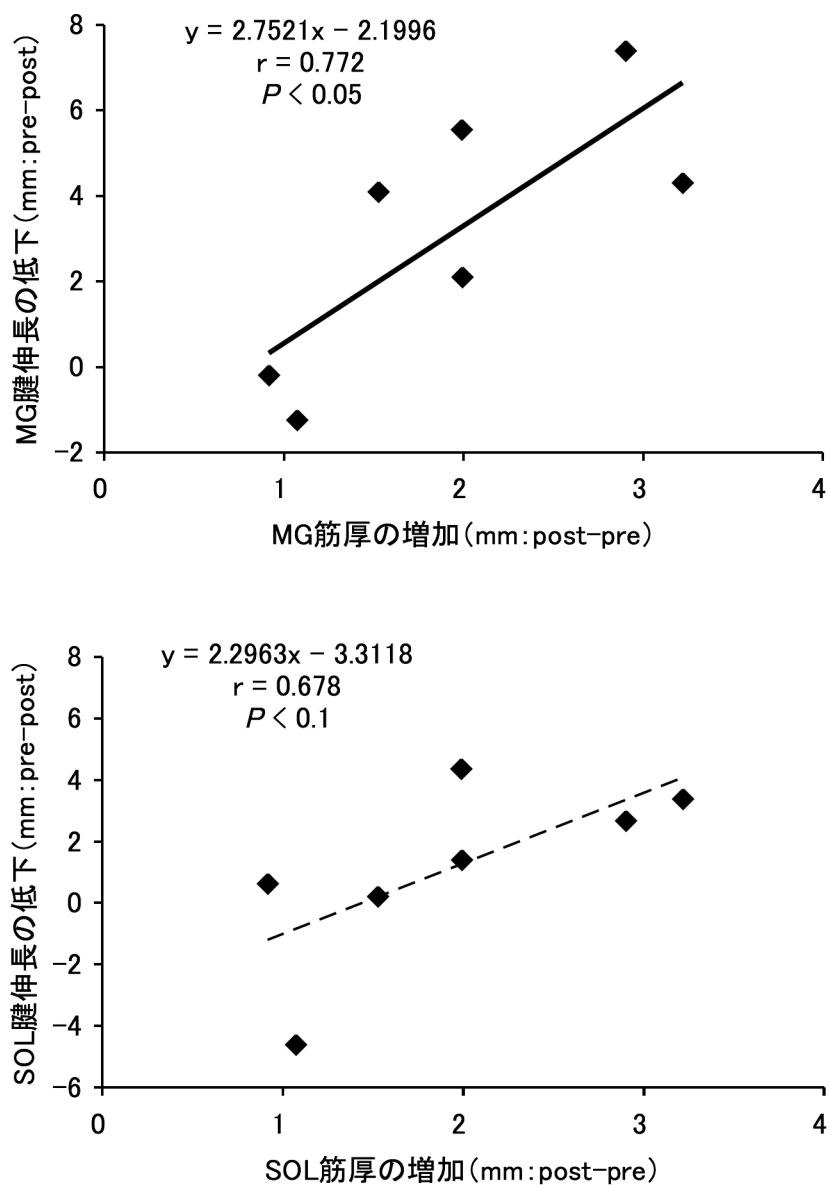 y = 2.7521x − 2.1996
r = 0.772
P < 0.05
MG腱伸長の低下(mm:pre-post)
8
6
4
2
0
−2
0 1 2 3 4
MG筋厚の増加(mm:post-pre)
y = 2.2963x − 3.3118
r = 0.678
P < 0.1
SOL腱伸長の低下(mm:pre-post)
8
6
4
2
0
−2
−4
−6
0 1 2 3 4
SOL筋厚の増加(mm:post-pre)